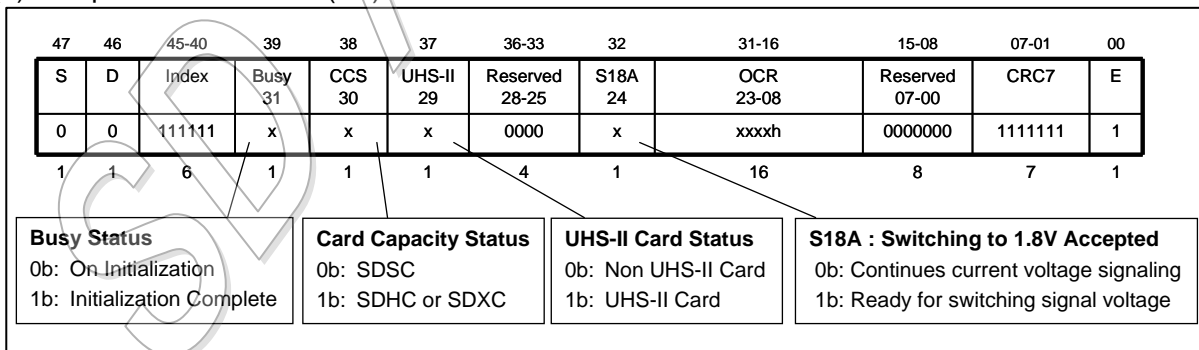 47 46 45-40 39 38 37 36-33 32 31-16 15-08 07-01 00
S D Index Busy CCS UHS-II Reserved S18A OCR Reserved CRC7 E
31 30 29 28-25 24 23-08 07-00
0 0 111111 x x x 0000 x xxxxh 0000000 1111111 1
1 1 6 1 1 1 4 1 16 8 7 1
Busy Status
0b: On Initialization
1b: Initialization Complete
Card Capacity Status
0b: SDSC
1b: SDHC or SDXC
UHS-II Card Status
0b: Non UHS-II Card
1b: UHS-II Card
S18A : Switching to 1.8V Accepted
0b: Continues current voltage signaling
1b: Ready for switching signal voltage